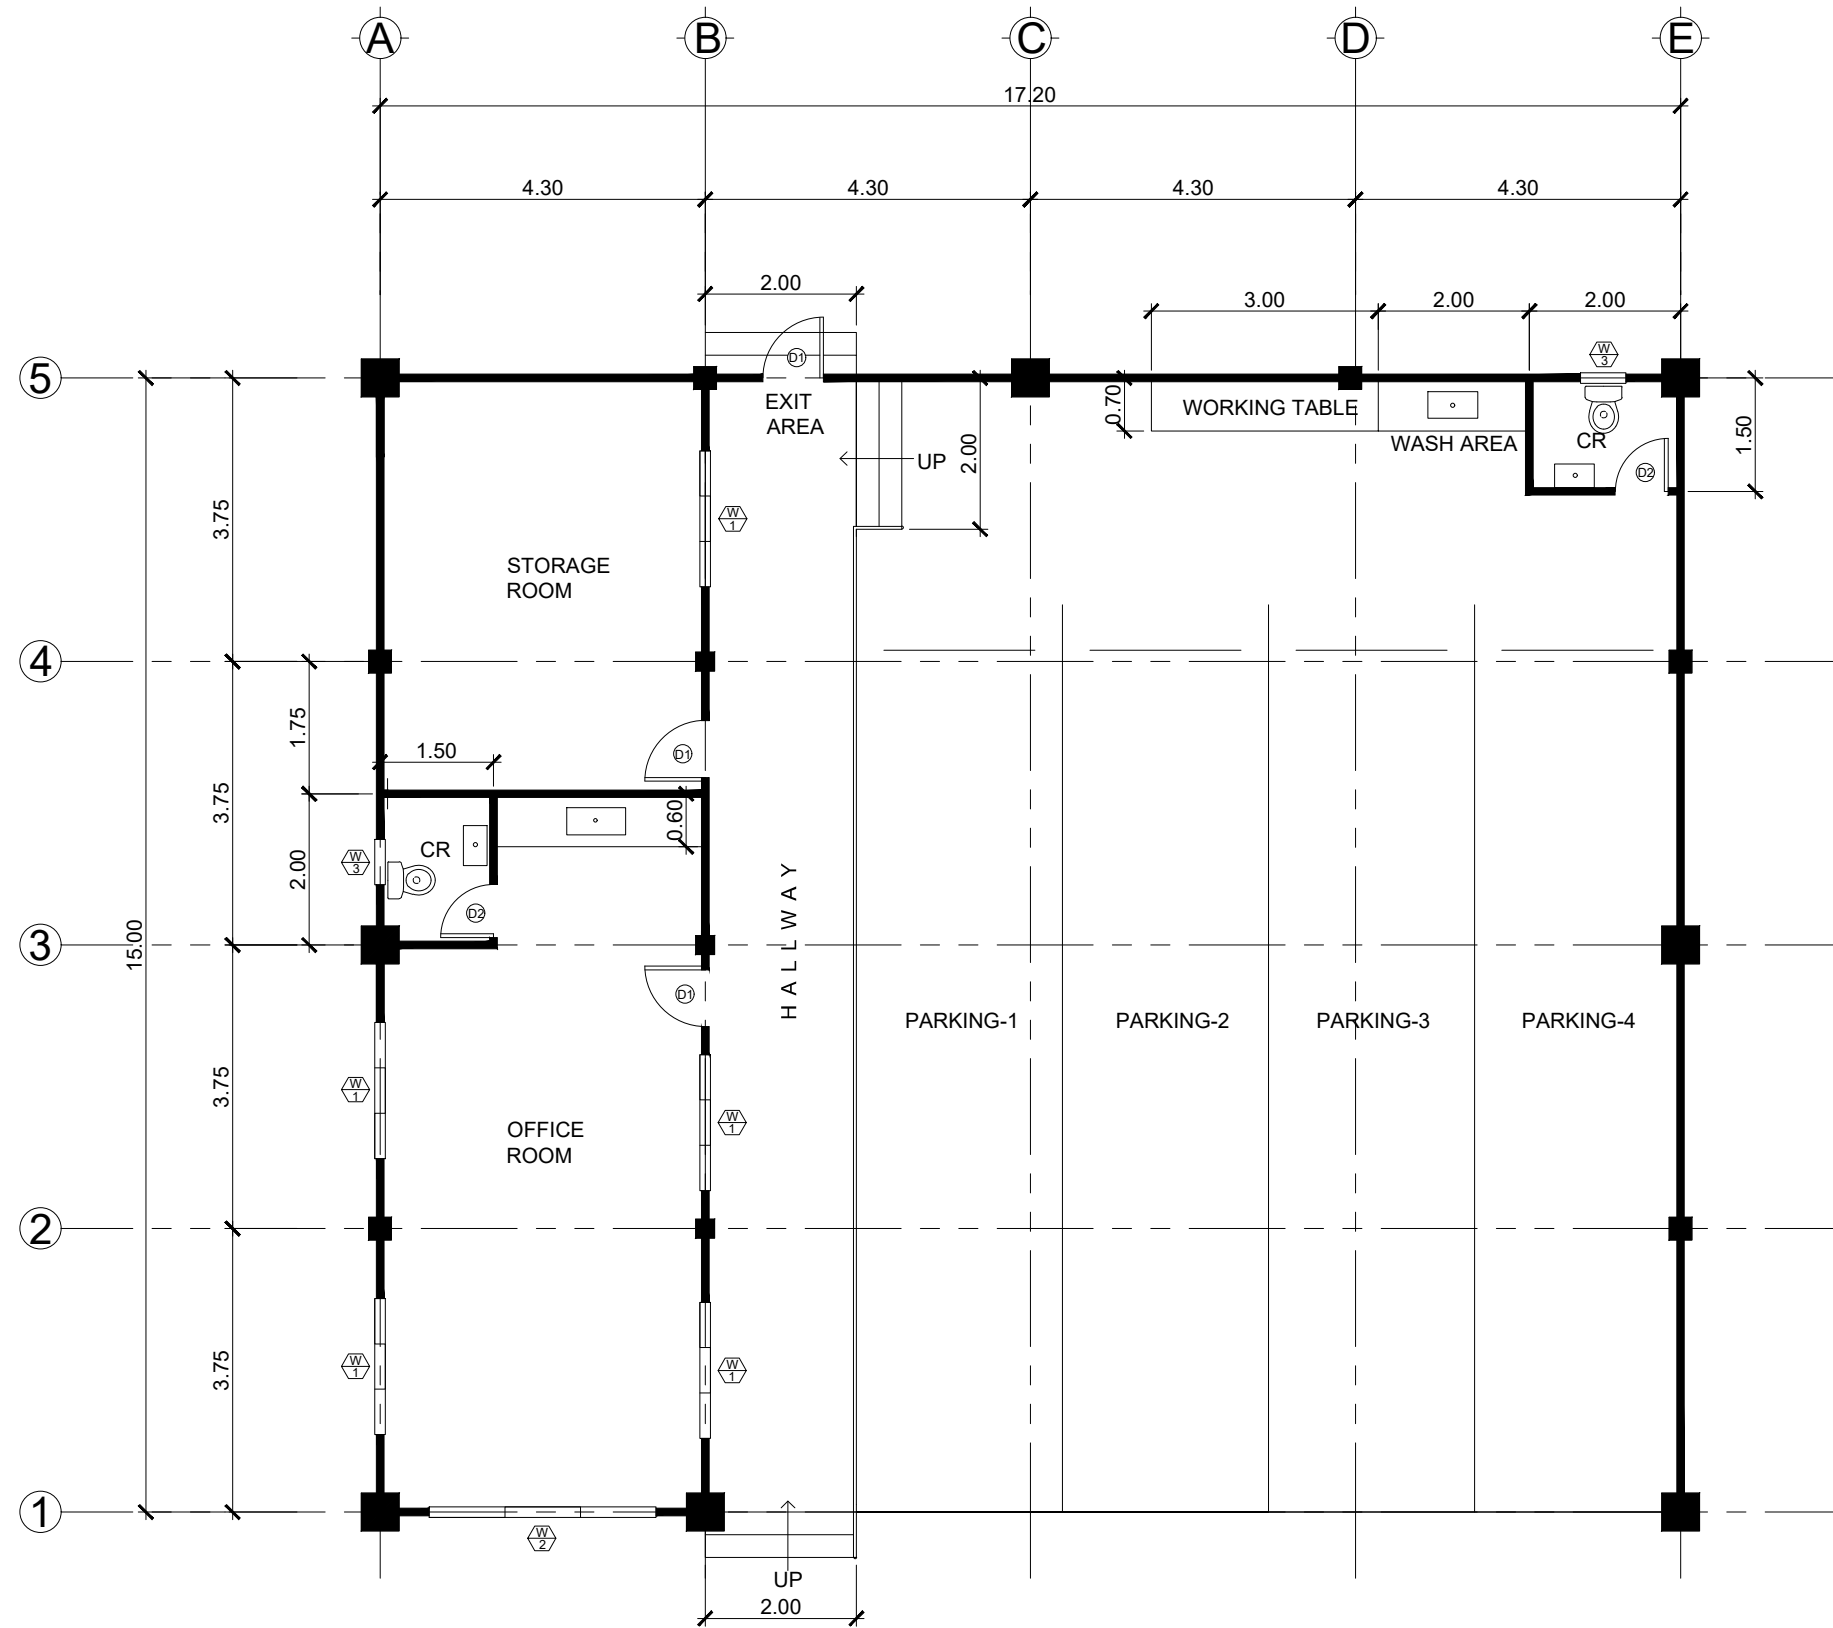 A
B
C
D
E
17.20
4.30
4.30
4.30
4.30
2.00
3.00
2.00
2.00
5
D1
W
3
EXIT
AREA
0.70
WORKING TABLE
WASH AREA
CR
D2
1.50
UP
2.00
3.75
W
1
STORAGE
ROOM
4
1.75
1.50
D1
3.75
0.60
W
3
CR
2.00
D2
HALLWAY
3
15.00
D1
PARKING-1
PARKING-2
PARKING-3
PARKING-4
3.75
W
1
W
1
OFFICE
ROOM
2
3.75
W
1
W
1
1
W
2
UP
2.00